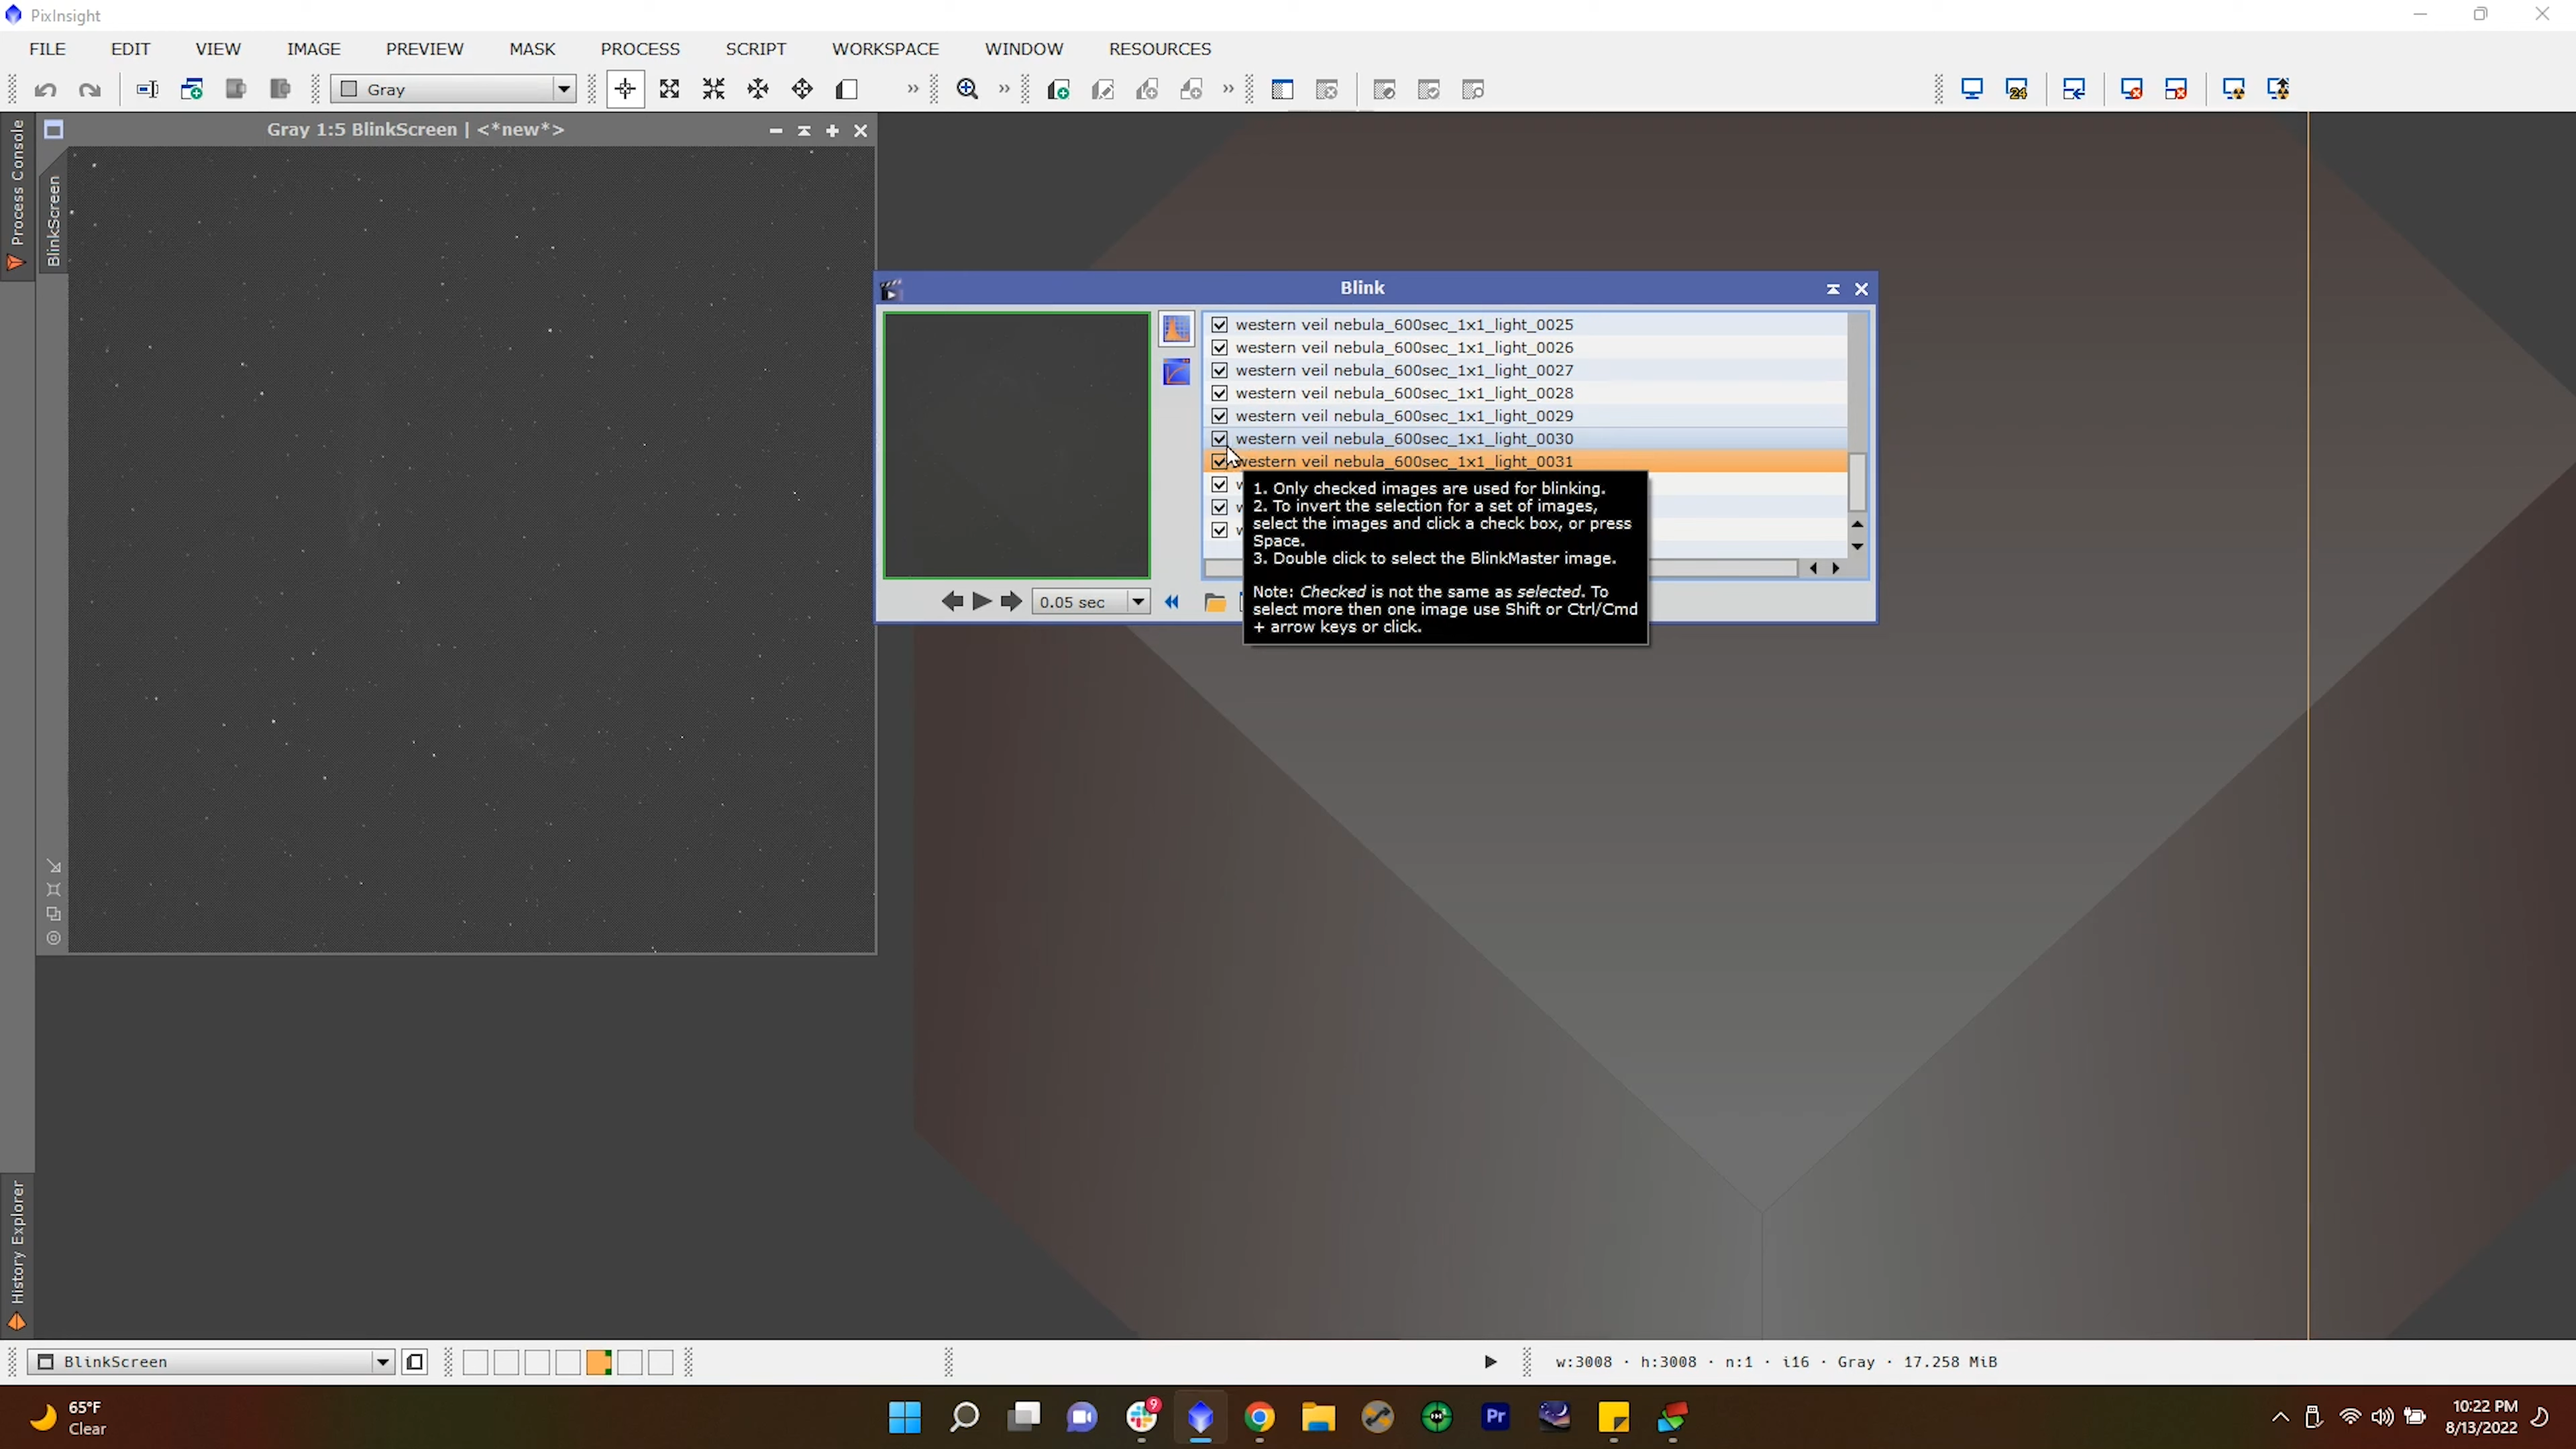 PixInsight
FILE EDIT VIEW IMAGE PREVIEW MASK PROCESS SCRIPT WORKSPACE WINDOW RESOURCES
Gray
24
Process Console
Gray 1:5 BlinkScreen | <*new*>
BlinkScreen
Blink
western veil nebula_600sec_1x1_light_0025
western veil nebula_600sec_1x1_light_0026
western veil nebula_600sec_1x1_light_0027
western veil nebula_600sec_1x1_light_0028
western veil nebula_600sec_1x1_light_0029
western veil nebula_600sec_1x1_light_0030
western veil nebula_600sec_1x1_light_0031
1. Only checked images are used for blinking.
2. To invert the selection for a set of images,
select the images and click a check box, or press
Space.
3. Double click to select the BlinkMaster image.
Note: Checked is not the same as selected. To
select more then one image use Shift or Ctrl/Cmd
+ arrow keys or click.
0.05 sec
History Explorer
BlinkScreen
w:3008 · h:3008 · n:1 · i16 · Gray · 17.258 MiB
65°F
Clear
9
Pr
10:22 PM
8/13/2022